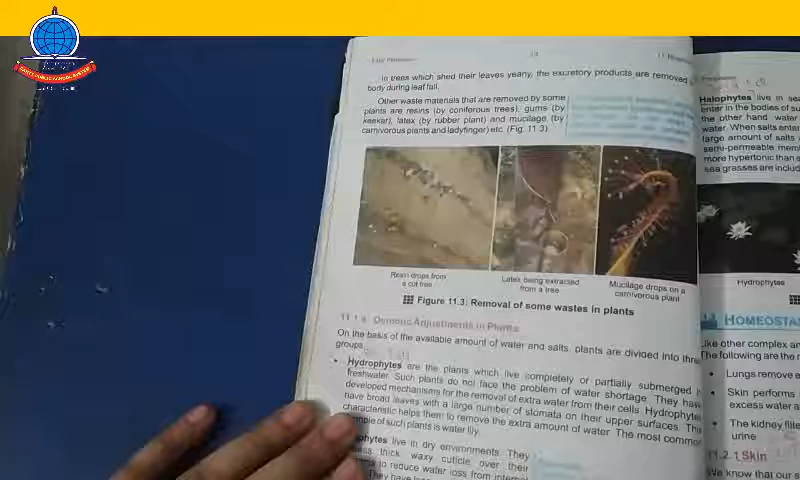 In trees which shed their leaves yearly, the excretory products are removed
body during leaf fall.
Other waste materials that are removed by some
plants are resins (by coniferous trees), gums (by
keekar), latex (by rubber plant) and mucilage (by
carnivorous plants and ladyfinger) etc. (Fig. 11.3)
Resin drops from
a cut tree
Latex being extracted
from a tree
Mucilage drops on a
carnivorous plant
Figure 11.3: Removal of some wastes in plants
11.1.4 Osmotic Adjustments in Plants
On the basis of the available amount of water and salts, plants are divided into three
groups.
• Hydrophytes are the plants which live completely or partially submerged
freshwater. Such plants do not face the problem of water shortage. They have
developed mechanisms for the removal of extra water from their cells. Hydrophytes
have broad leaves with a large number of stomata on their upper surfaces. This
characteristic helps them to remove the extra amount of water. The most common
of such plants is water lily.
live in dry environments. They
thick, waxy cuticle over their
to reduce water loss from internal
They have
Halophytes live in
enter in the bodies of
the other hand water
water. When salts enter
large amount of salts
semi-permeable
more hypertonic than
sea grasses are
Hydrophytes
HOMEOSTA
Like other complex
The following are the
• Lungs remove
• Skin performs
excess water
• The kidney
urine
11.2.1 Skin
We know that our